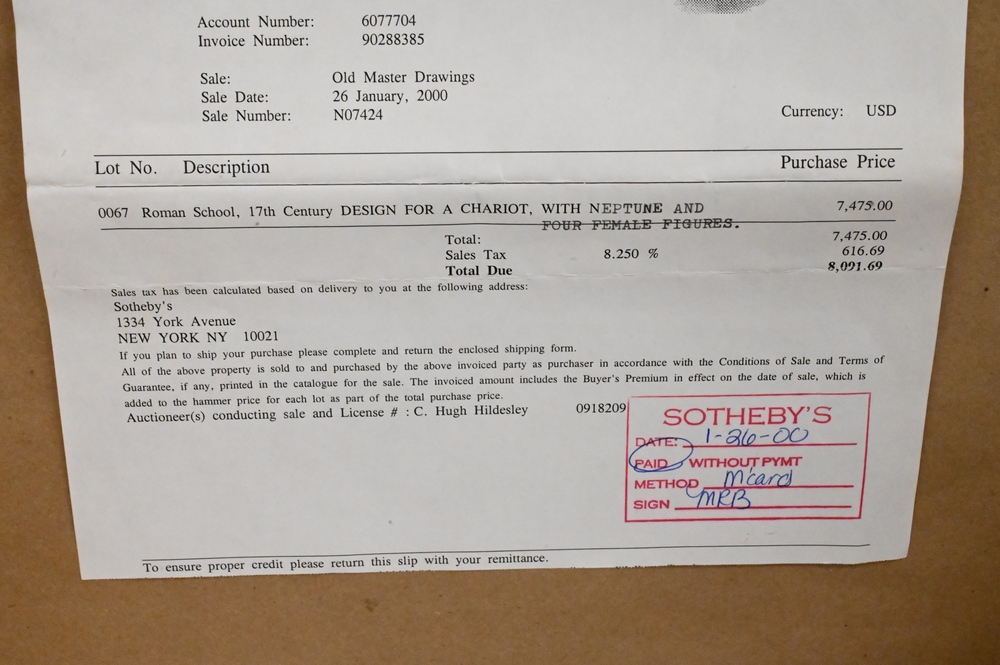 Account Number: 6077704
Invoice Number: 90288385
Sale: Old Master Drawings
Sale Date: 26 January, 2000
Sale Number: N07424
Currency: USD
Lot No. Description Purchase Price
0067 Roman School, 17th Century DESIGN FOR A CHARIOT, WITH NEPTUNE AND 7,475.00
FOUR FEMALE FIGURES.
Total: 7,475.00
Sales Tax 8.250 % 616.69
Total Due 8,091.69
Sales tax has been calculated based on delivery to you at the following address:
Sotheby's
1334 York Avenue
NEW YORK NY 10021
If you plan to ship your purchase please complete and return the enclosed shipping form.
All of the above property is sold to and purchased by the above invoiced party as purchaser in accordance with the Conditions of Sale and Terms of
Guarantee, if any, printed in the catalogue for the sale. The invoiced amount includes the Buyer's Premium in effect on the date of sale, which is
added to the hammer price for each lot as part of the total purchase price.
Auctioneer(s) conducting sale and License # : C. Hugh Hildesley 0918209
SOTHEBY'S
DATE: 1-26-00
PAID WITHOUT PYMT
METHOD M'card
SIGN MRB
To ensure proper credit please return this slip with your remittance.